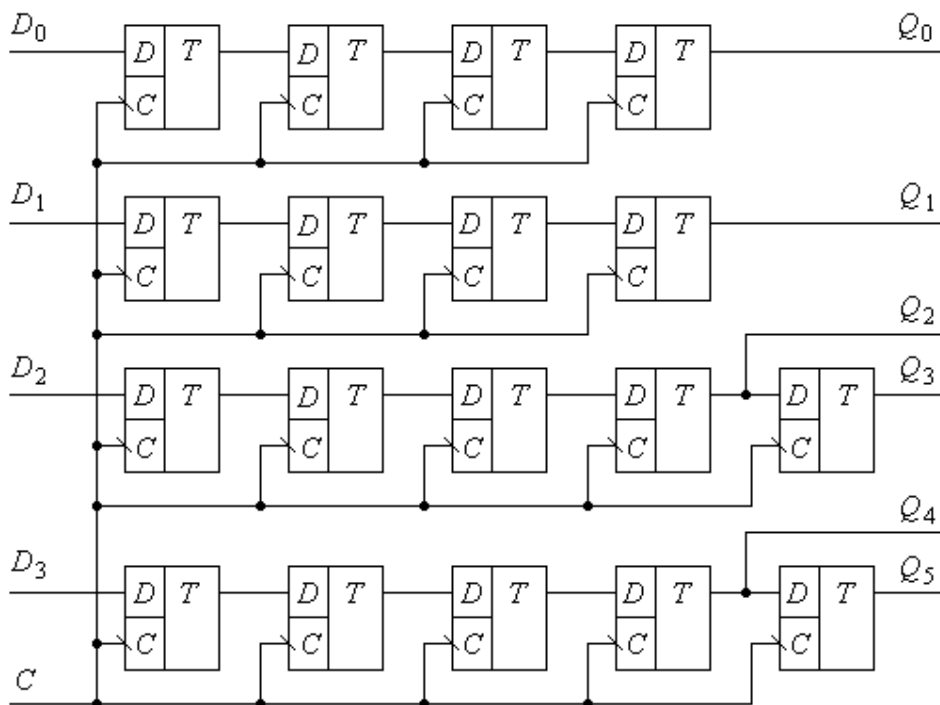 D₀ D T D T D T D T Q₀
C C C C
D₁ D T D T D T D T Q₁
C C C C
Q₂
D₂ D T D T D T D T D T Q₃
C C C C C
Q₄
D₃ D T D T D T D T D T Q₅
C C C C C
C